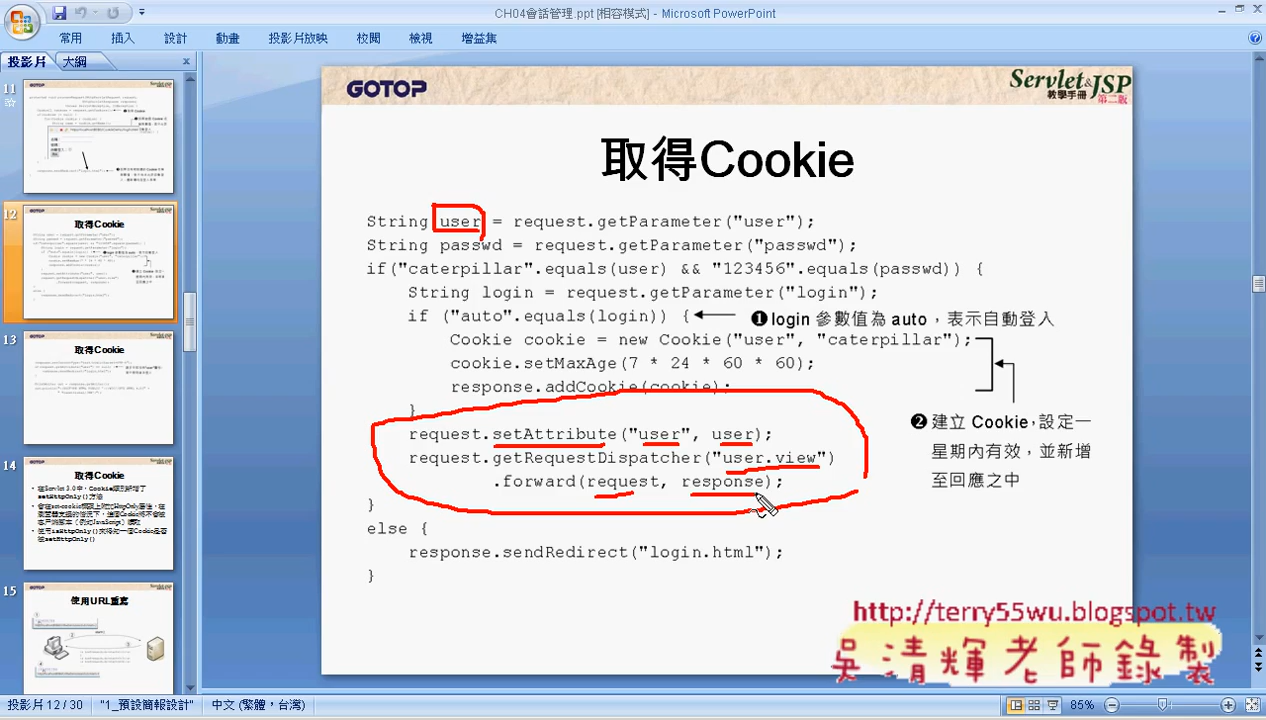 CH04會話管理.ppt [相容模式] - Microsoft PowerPoint
常用 插入 設計 動畫 投影片放映 校閱 檢視 增益集
投影片 大綱
11
12
取得Cookie
13
取得Cookie
14
取得Cookie
15
使用URL重寫
GOTOP
Servlet&JSP
教學手冊 第二版
取得Cookie
String user = request.getParameter("user");
String passwd = request.getParameter("passwd");
if("caterpillar".equals(user) && "123456".equals(passwd)) {
String login = request.getParameter("login");
if ("auto".equals(login)) {
❶ login 參數值為 auto，表示自動登入
Cookie cookie = new Cookie("user", "caterpillar");
cookie.setMaxAge(7 * 24 * 60 * 60);
response.addCookie(cookie);
}
❷ 建立 Cookie，設定一
星期內有效，並新增
至回應之中
request.setAttribute("user", user);
request.getRequestDispatcher("user.view")
.forward(request, response);
}
else {
response.sendRedirect("login.html");
}
http://terry55wu.blogspot.tw
吳清輝老師錄製
投影片 12 / 30 "1_預設簡報設計" 中文 (繁體，台灣) 85%